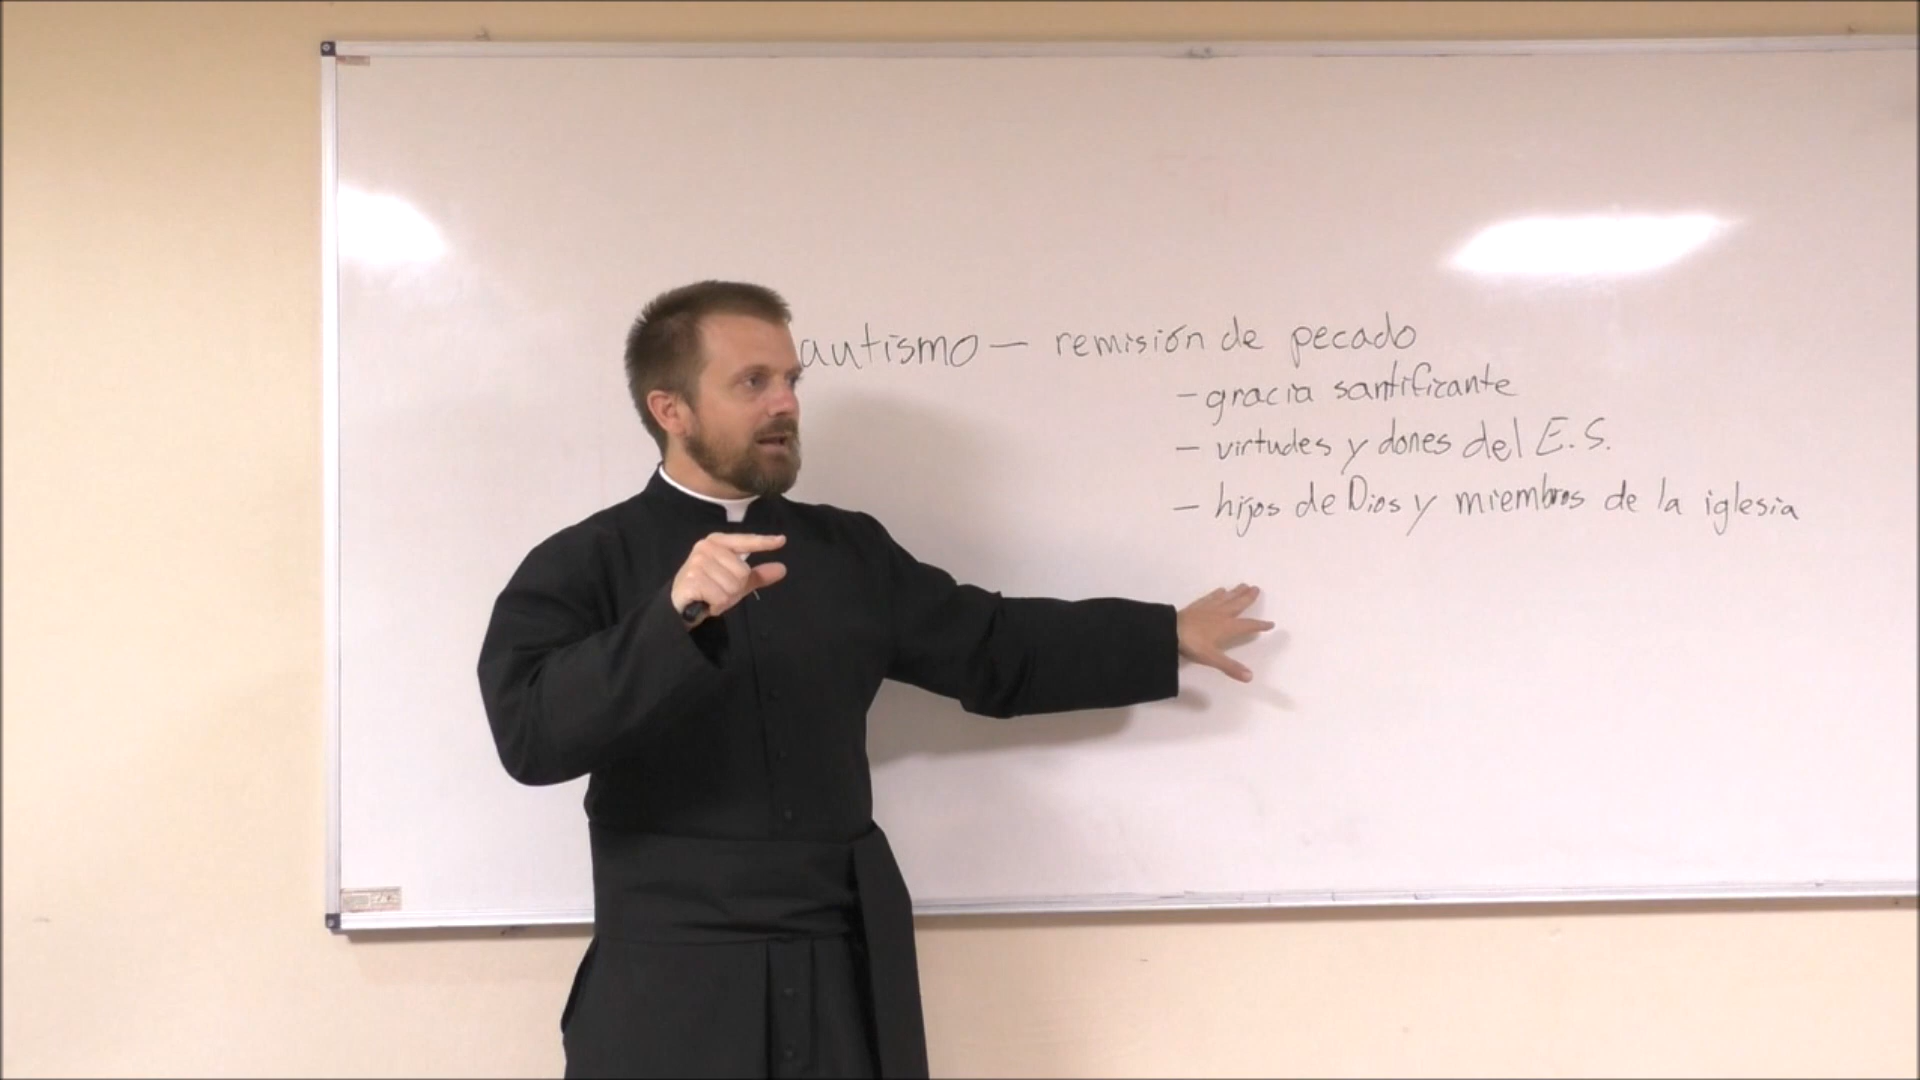 autismo — remisión de pecado
- gracia santificante
- virtudes y dones del E.S.
- hijos de Dios y miembros de la iglesia